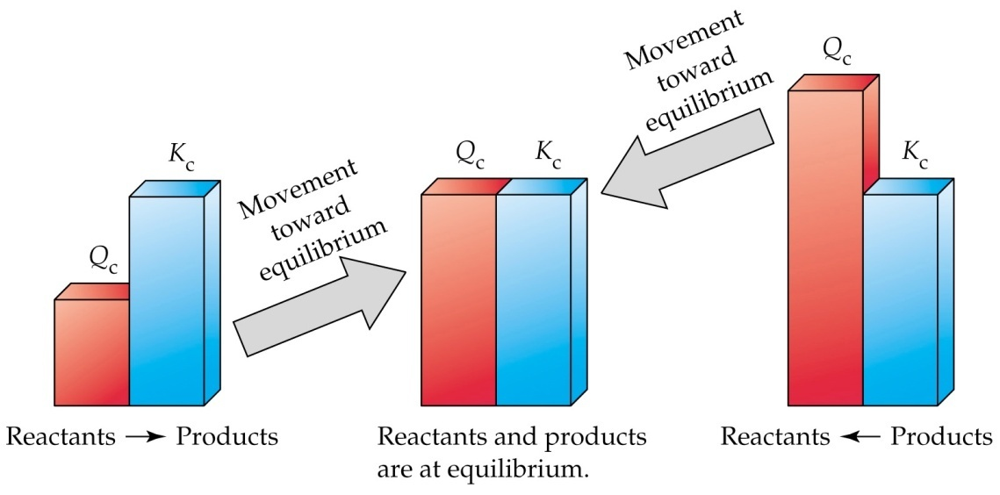 Kc
Qc
Reactants → Products
Movement
toward
equilibrium
Qc Kc
Reactants and products
are at equilibrium.
Movement
toward
equilibrium
Qc
Kc
Reactants ← Products